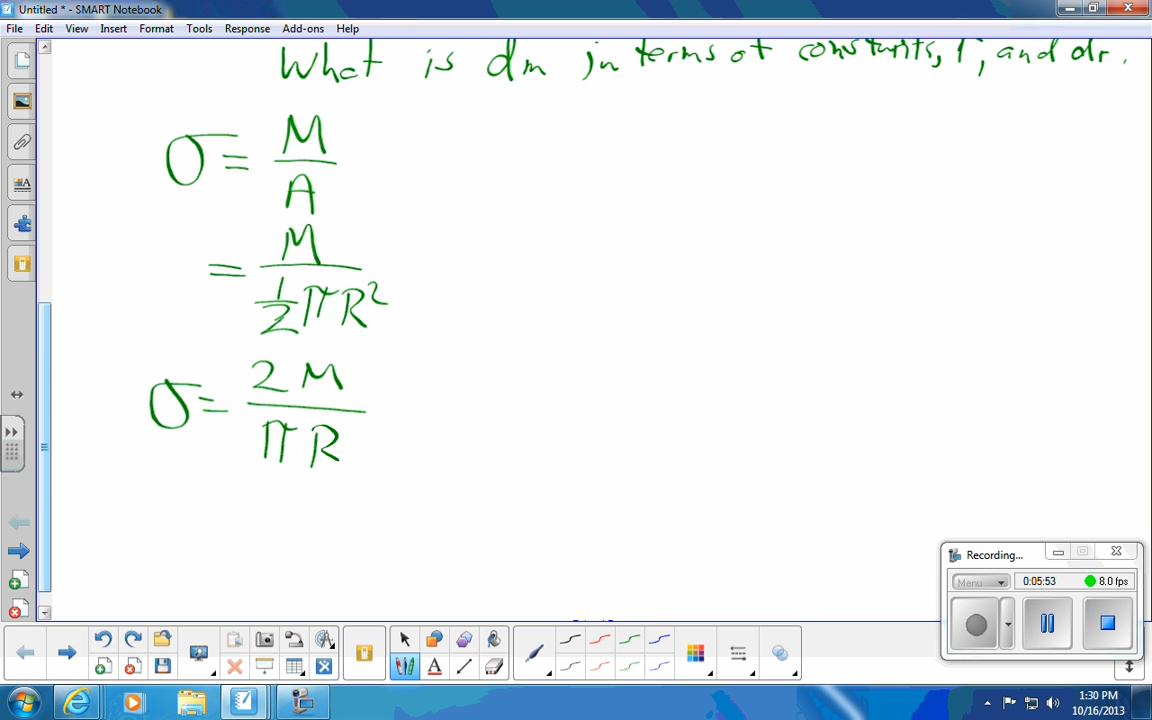 Untitled * - SMART Notebook
File Edit View Insert Format Tools Response Add-ons Help
What is dm in terms of constants, r, and dr.
σ = M / A
= M / ½πR²
σ = 2M / πR
Recording...
Menu 0:05:53 8.0 fps
1:30 PM
10/16/2013